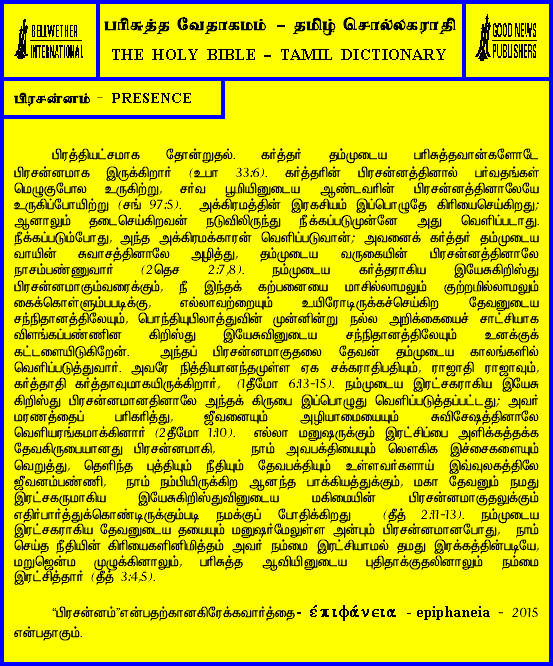 BELLWETHER
INTERNATIONAL
பரிசுத்த வேதாகமம் – தமிழ் சொல்லகராதி
THE HOLY BIBLE – TAMIL DICTIONARY
GOOD NEWS
PUBLISHERS
பிரசன்னம் – PRESENCE
பிரத்தியட்சமாக தோன்றுதல். கர்த்தர் தம்முடைய பரிசுத்தவான்களோடே
பிரசன்னமாக இருக்கிறார் (உபா 33:6). கர்த்தரின் பிரசன்னத்தினால் பர்வதங்கள்
மெழுகுபோல உருகிற்று, சர்வ பூமியினுடைய ஆண்டவரின் பிரசன்னத்தினாலேயே
உருகிப்போயிற்று (சங் 97:5). அக்கிரமத்தின் இரகசியம் இப்பொழுதே கிரியைசெய்கிறது;
ஆனாலும் தடைசெய்கிறவன் நடுவிலிருந்து நீக்கப்படுமுன்னே அது வெளிப்படாது.
நீக்கப்படும்போது, அந்த அக்கிரமக்காரன் வெளிப்படுவான்; அவனைக் கர்த்தர் தம்முடைய
வாயின் சுவாசத்தினாலே அழித்து, தம்முடைய வருகையின் பிரசன்னத்தினாலே
நாசம்பண்ணுவார் (2தெச 2:7,8). நம்முடைய கர்த்தராகிய இயேசுகிறிஸ்து
பிரசன்னமாகும்வரைக்கும், நீ இந்தக் கற்பனையை மாசில்லாமலும் குற்றமில்லாமலும்
கைக்கொள்ளும்படிக்கு, எல்லாவற்றையும் உயிரோடிருக்கச்செய்கிற தேவனுடைய
சந்நிதானத்திலேயும், பொந்தியுபிலாத்துவின் முன்னின்று நல்ல அறிக்கையைச் சாட்சியாக
விளங்கப்பண்ணின கிறிஸ்து இயேசுவினுடைய சந்நிதானத்திலேயும் உனக்குக்
கட்டளையிடுகிறேன். அந்தப் பிரசன்னமாகுதலை தேவன் தம்முடைய காலங்களில்
வெளிப்படுத்துவார். அவரே நித்தியானந்தமுள்ள ஏக சக்கராதிபதியும், ராஜாதி ராஜாவும்,
கர்த்தாதி கர்த்தாவுமாகயிருக்கிறார், (1தீமோ 6:13-15). நம்முடைய இரட்சகராகிய இயேசு
கிறிஸ்து பிரசன்னமானதினாலே அந்தக் கிருபை இப்பொழுது வெளிப்படுத்தப்பட்டது; அவர்
மரணத்தைப் பரிகரித்து, ஜீவனையும் அழியாமையையும் சுவிசேஷத்தினாலே
வெளியரங்கமாக்கினார் (2தீமோ 1:10). எல்லா மனுஷருக்கும் இரட்சிப்பை அளிக்கத்தக்க
தேவகிருபையானது பிரசன்னமாகி, நாம் அவபக்தியையும் லௌகிக இச்சைகளையும்
வெறுத்து, தெளிந்த புத்தியும் நீதியும் தேவபக்தியும் உள்ளவர்களாய் இவ்வுலகத்திலே
ஜீவனம்பண்ணி, நாம் நம்பியிருக்கிற ஆனந்த பாக்கியத்துக்கும், மகா தேவனும் நமது
இரட்சகருமாகிய இயேசுகிறிஸ்துவினுடைய மகிமையின் பிரசன்னமாகுதலுக்கும்
எதிர்பார்த்துக்கொண்டிருக்கும்படி நமக்குப் போதிக்கிறது (தீத் 2:11-13). நம்முடைய
இரட்சகராகிய தேவனுடைய தயையும் மனுஷர்மேலுள்ள அன்பும் பிரசன்னமானபோது, நாம்
செய்த நீதியின் கிரியைகளினிமித்தம் அவர் நம்மை இரட்சியாமல் தமது இரக்கத்தின்படியே,
மறுஜென்ம முழுக்கினாலும், பரிசுத்த ஆவியினுடைய புதிதாக்குதலினாலும் நம்மை
இரட்சித்தார் (தீத் 3:4,5).
“பிரசன்னம்”என்பதற்கானகிரேக்கவார்த்தை- ἐπιφάνεια - epiphaneia - 2015
என்பதாகும்.